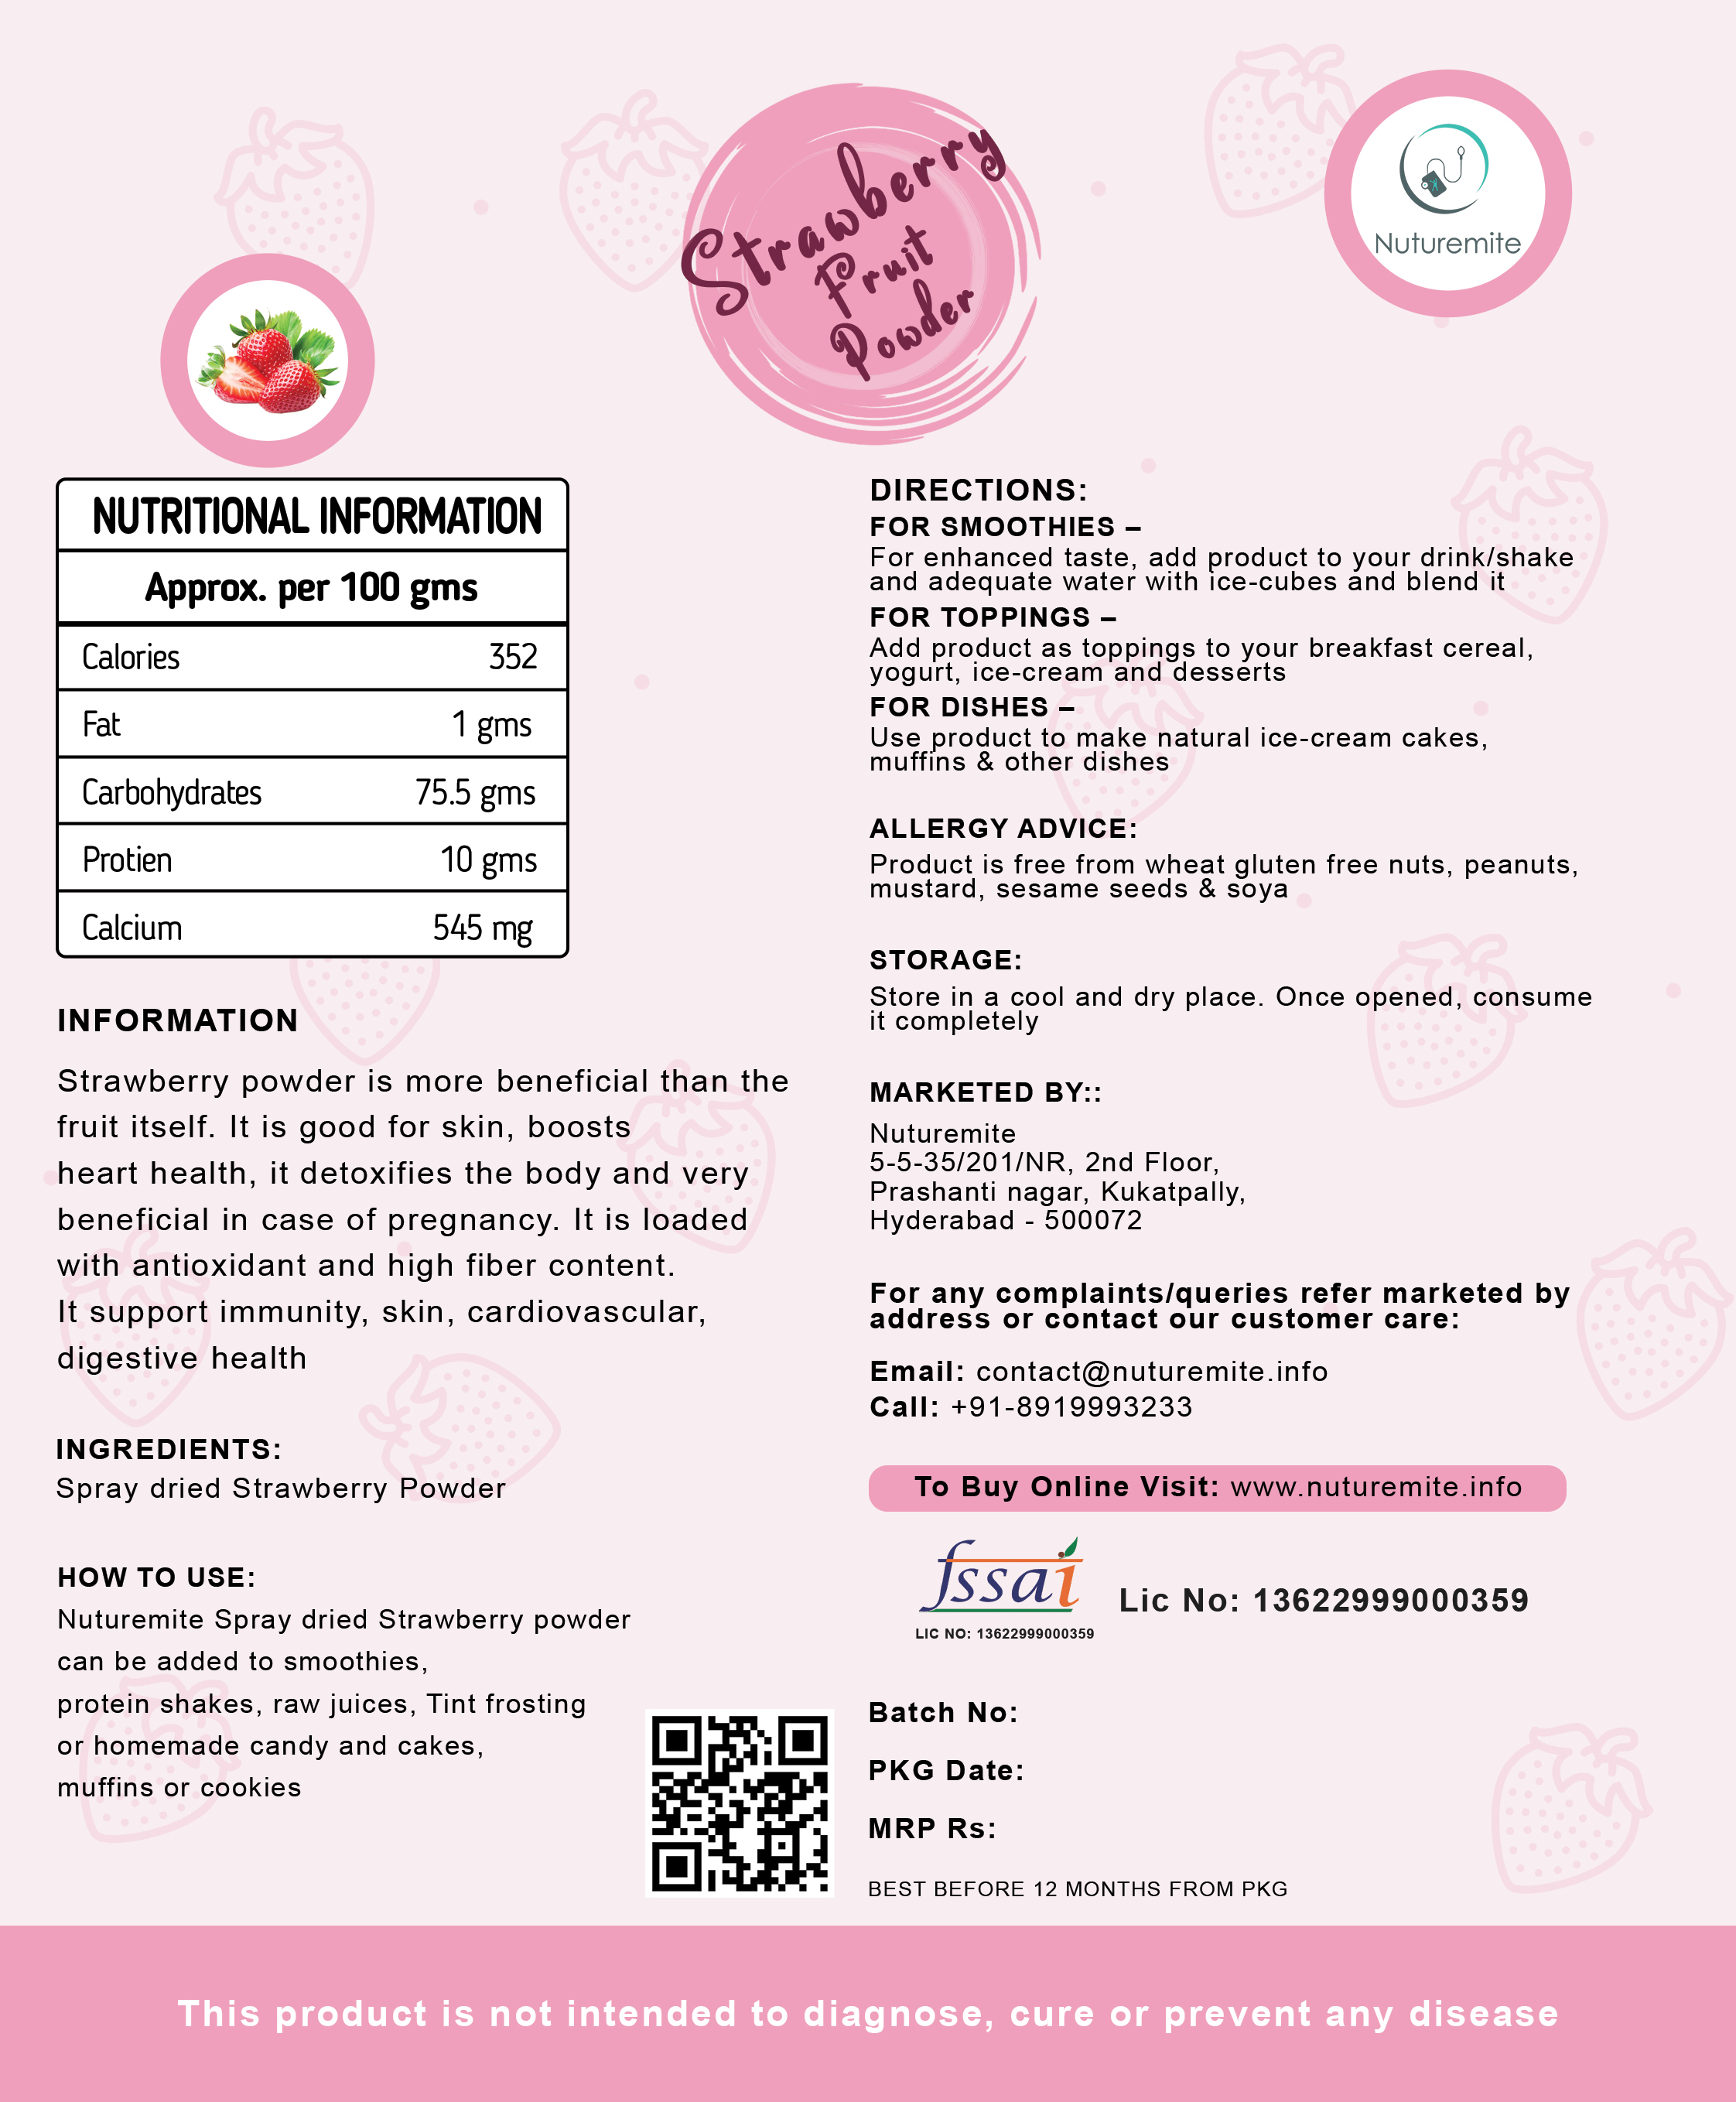 Strawberry
Fruit
Powder
Nuturemite
NUTRITIONAL INFORMATION
Approx. per 100 gms
Calories 352
Fat 1 gms
Carbohydrates 75.5 gms
Protien 10 gms
Calcium 545 mg
INFORMATION
Strawberry powder is more beneficial than the
fruit itself. It is good for skin, boosts
heart health, it detoxifies the body and very
beneficial in case of pregnancy. It is loaded
with antioxidant and high fiber content.
It support immunity, skin, cardiovascular,
digestive health
INGREDIENTS:
Spray dried Strawberry Powder
HOW TO USE:
Nuturemite Spray dried Strawberry powder
can be added to smoothies,
protein shakes, raw juices, Tint frosting
or homemade candy and cakes,
muffins or cookies
DIRECTIONS:
FOR SMOOTHIES –
For enhanced taste, add product to your drink/shake
and adequate water with ice-cubes and blend it
FOR TOPPINGS –
Add product as toppings to your breakfast cereal,
yogurt, ice-cream and desserts
FOR DISHES –
Use product to make natural ice-cream cakes,
muffins & other dishes
ALLERGY ADVICE:
Product is free from wheat gluten free nuts, peanuts,
mustard, sesame seeds & soya
STORAGE:
Store in a cool and dry place. Once opened, consume
it completely
MARKETED BY::
Nuturemite
5-5-35/201/NR, 2nd Floor,
Prashanti nagar, Kukatpally,
Hyderabad - 500072
For any complaints/queries refer marketed by
address or contact our customer care:
Email: contact@nuturemite.info
Call: +91-8919993233
To Buy Online Visit: www.nuturemite.info
fssai
LIC NO: 13622999000359
Lic No: 13622999000359
Batch No:
PKG Date:
MRP Rs:
BEST BEFORE 12 MONTHS FROM PKG
This product is not intended to diagnose, cure or prevent any disease